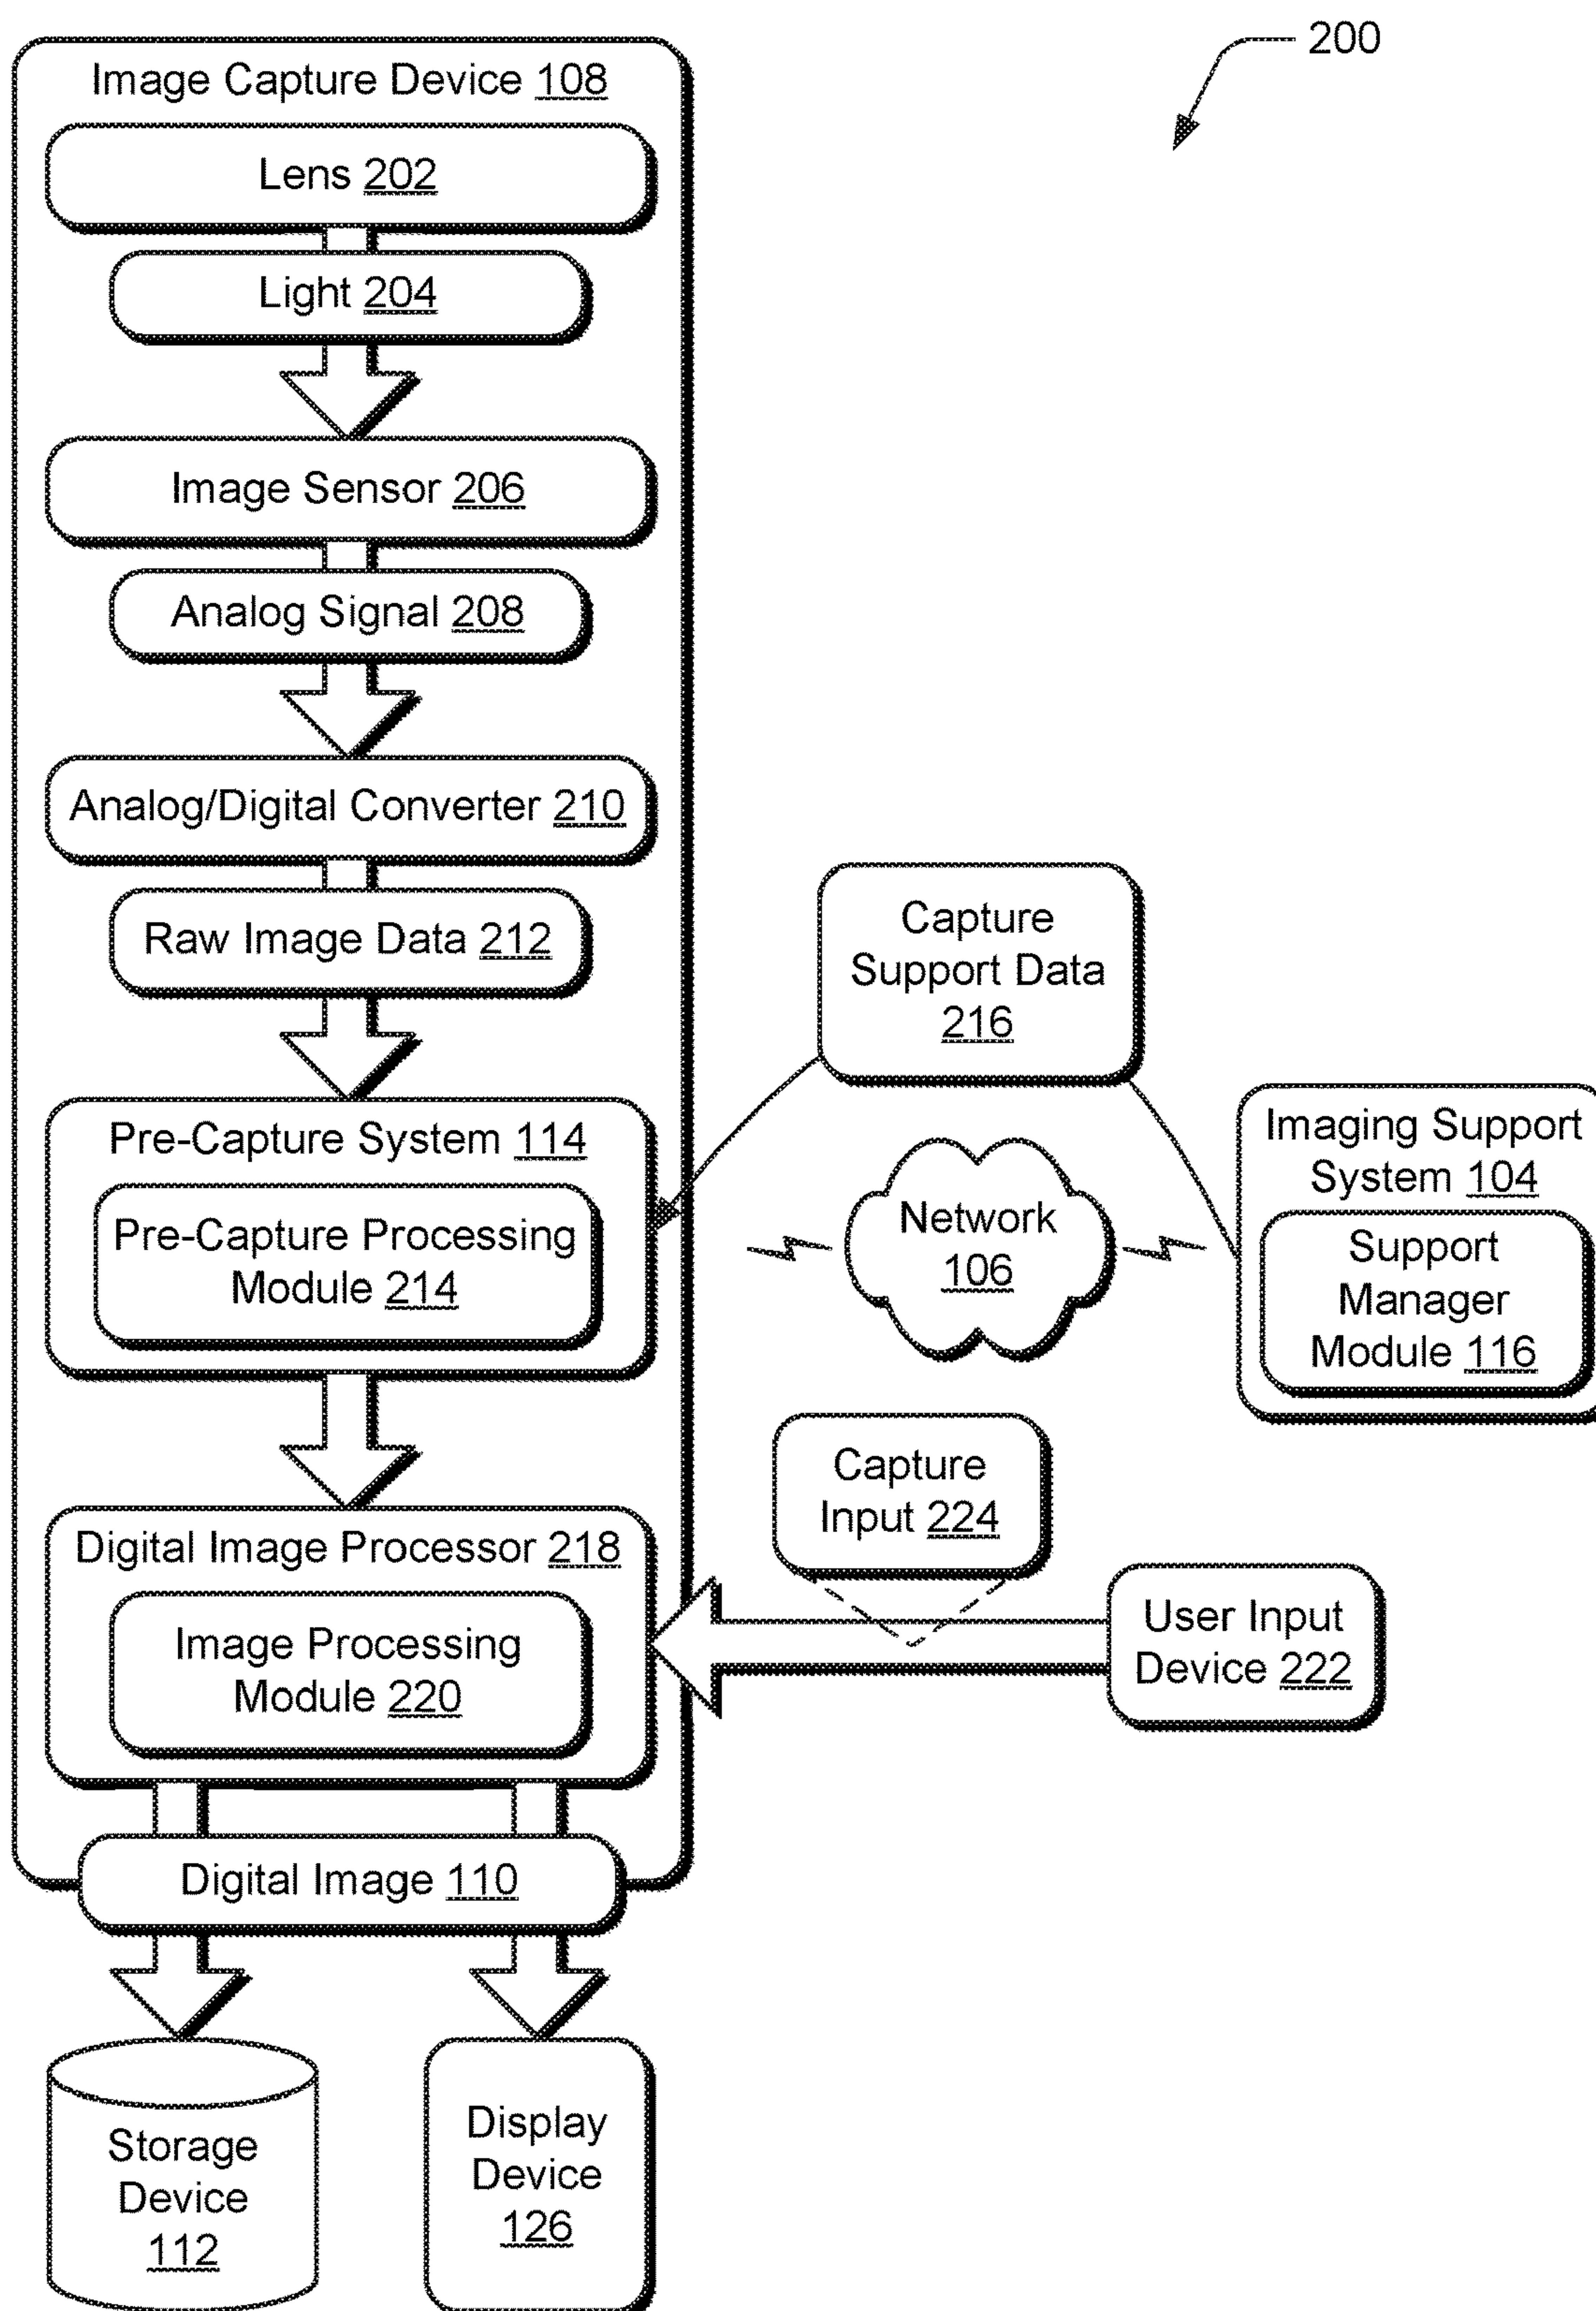 200
Image Capture Device 108
Lens 202
Light 204
Image Sensor 206
Analog Signal 208
Analog/Digital Converter 210
Raw Image Data 212
Capture
Support Data
216
Pre-Capture System 114
Pre-Capture Processing
Module 214
Network
106
Imaging Support
System 104
Support
Manager
Module 116
Capture
Input 224
Digital Image Processor 218
Image Processing
Module 220
User Input
Device 222
Digital Image 110
Storage
Device
112
Display
Device
126